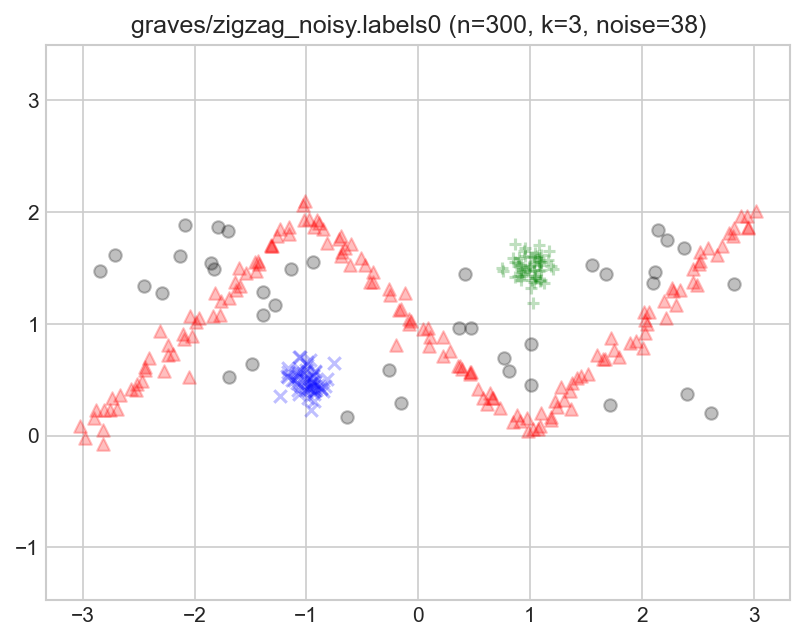 graves/zigzag_noisy.labels0 (n=300, k=3, noise=38)
3
2
1
0
−1
−3 −2 −1 0 1 2 3